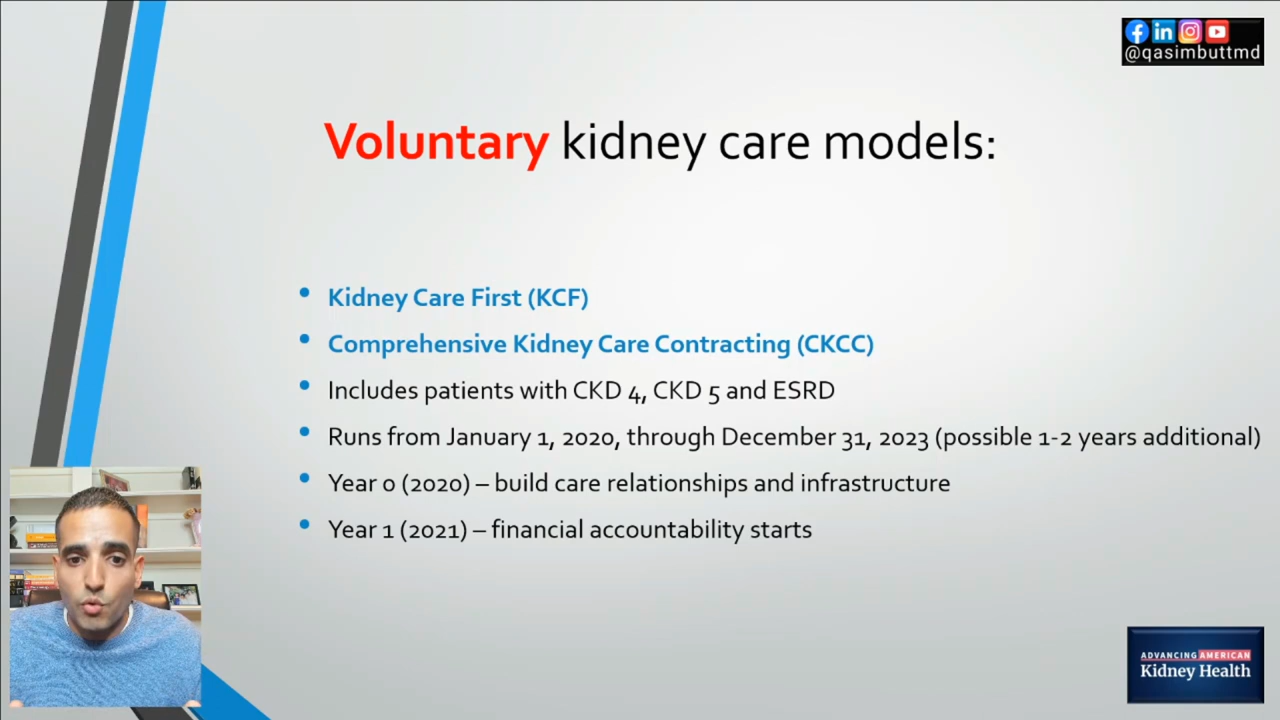 @qasimbuttmd
Voluntary kidney care models:
• Kidney Care First (KCF)
• Comprehensive Kidney Care Contracting (CKCC)
• Includes patients with CKD 4, CKD 5 and ESRD
• Runs from January 1, 2020, through December 31, 2023 (possible 1-2 years additional)
• Year 0 (2020) – build care relationships and infrastructure
• Year 1 (2021) – financial accountability starts
ADVANCING AMERICAN
Kidney Health